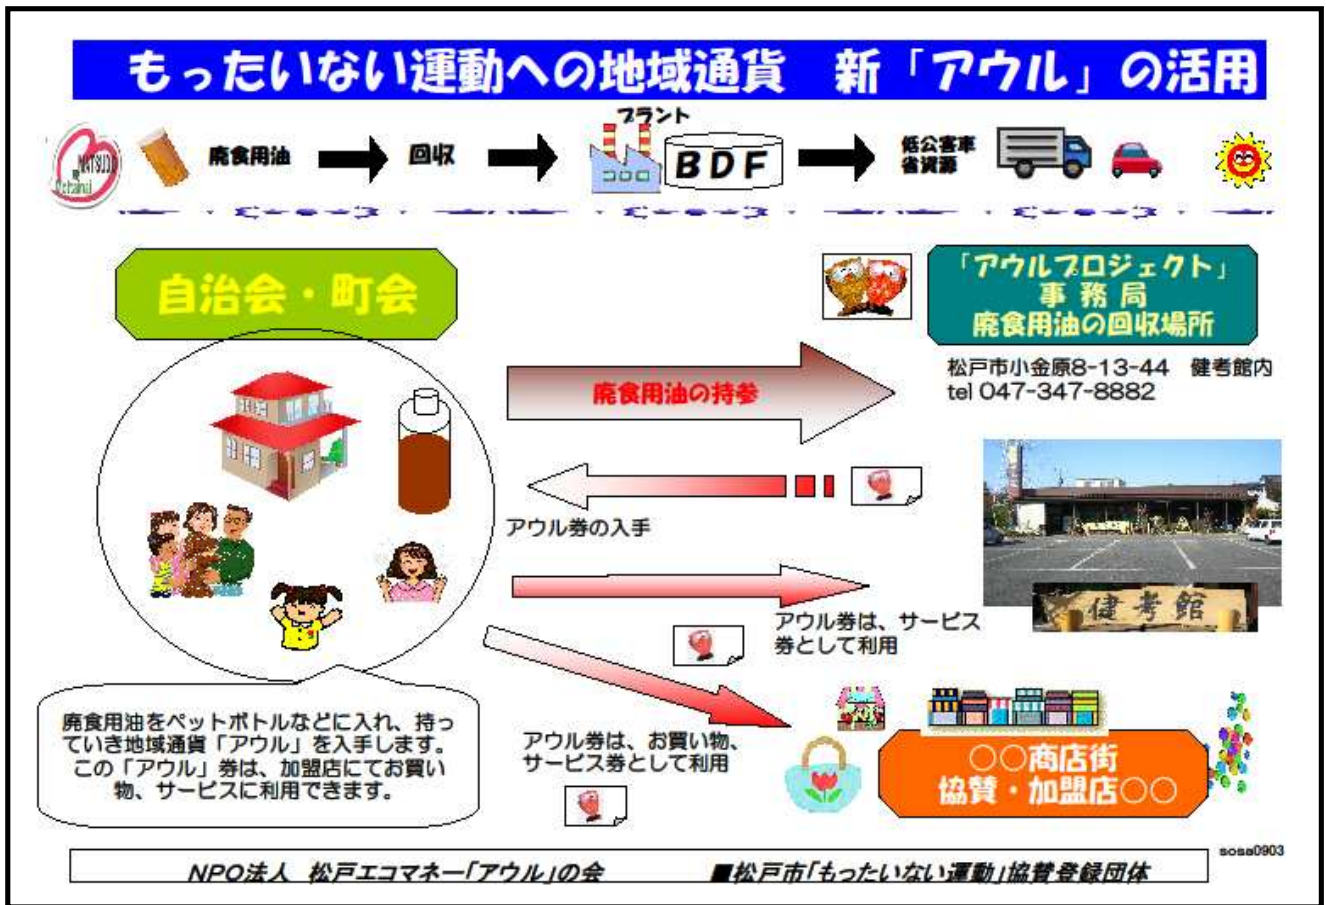 もったいない運動への地域通貨　新「アウル」の活用
プラント
MATSUDO
廃食用油
回収
BDF
低公害車
省資源
自治会・町会
「アウルプロジェクト」
事務局
廃食用油の回収場所
松戸市小金原8-13-44　健考館内
tel 047-347-8882
廃食用油の持参
アウル券の入手
アウル券は、サービス
券として利用
健考館
廃食用油をペットボトルなどに入れ、持っ
ていき地域通貨「アウル」を入手します。
この「アウル」券は、加盟店にてお買い
物、サービスに利用できます。
アウル券は、お買い物、
サービス券として利用
○○商店街
協賛・加盟店○○
sosa0903
NPO法人　松戸エコマネー「アウル」の会　■松戸市「もったいない運動」協賛登録団体